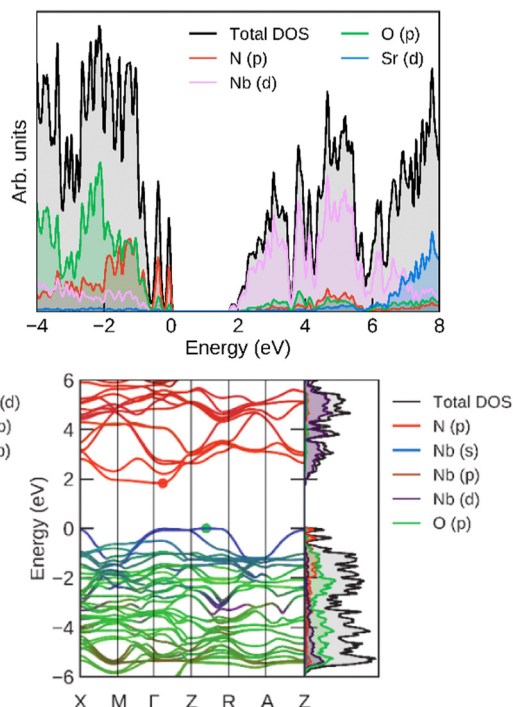 Total DOS
N (p)
Nb (d)
O (p)
Sr (d)
Arb. units
−4 −2 0 2 4 6 8
Energy (eV)
(d)
p)
p)
Energy (eV)
6
4
2
0
−2
−4
−6
X M Γ Z R A Z
Total DOS
N (p)
Nb (s)
Nb (p)
Nb (d)
O (p)